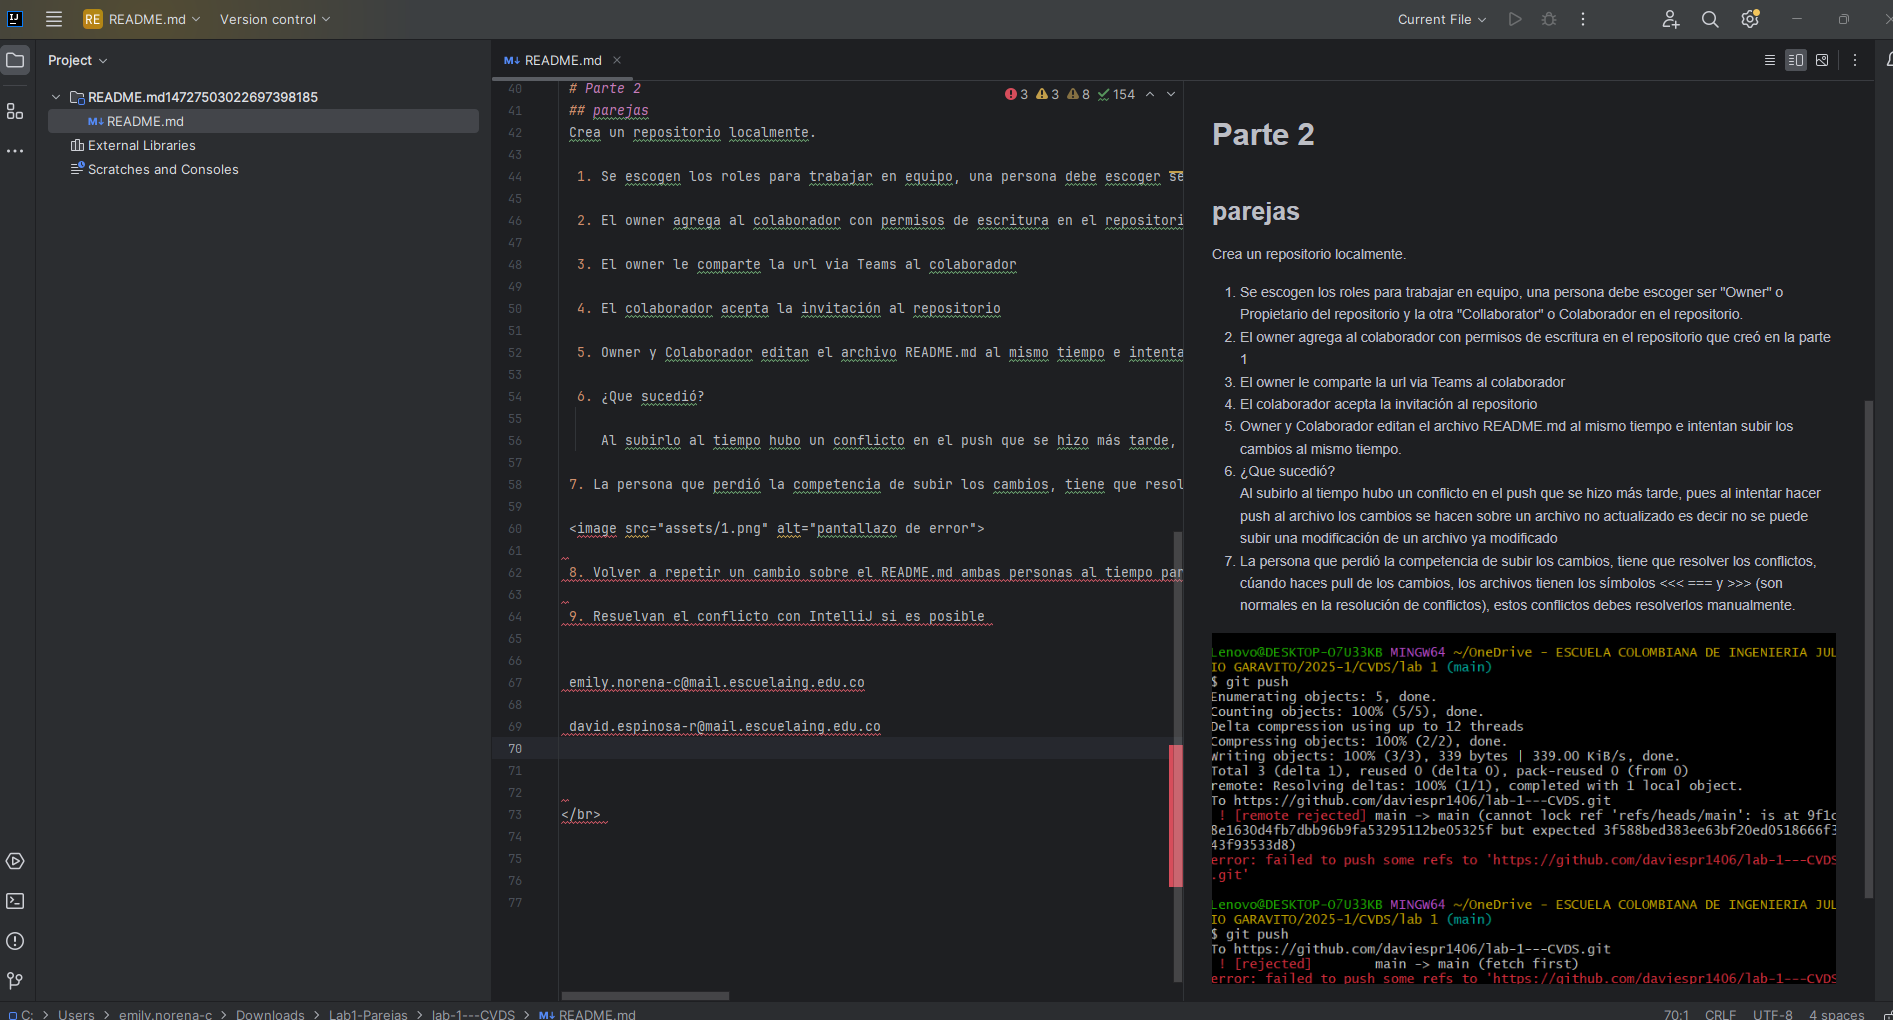 RE README.md Version control
Current File
Project
README.md14727503022697398185
M↓ README.md
External Libraries
Scratches and Consoles
M↓ README.md
3 3 8 154
40 # Parte 2
41 ## parejas
42 Crea un repositorio localmente.
43
44 1. Se escogen los roles para trabajar en equipo, una persona debe escoger se
45
46 2. El owner agrega al colaborador con permisos de escritura en el repositori
47
48 3. El owner le comparte la url via Teams al colaborador
49
50 4. El colaborador acepta la invitación al repositorio
51
52 5. Owner y Colaborador editan el archivo README.md al mismo tiempo e intenta
53
54 6. ¿Que sucedió?
55
56 Al subirlo al tiempo hubo un conflicto en el push que se hizo más tarde,
57
58 7. La persona que perdió la competencia de subir los cambios, tiene que resol
59
60 <image src="assets/1.png" alt="pantallazo de error">
61
62 8. Volver a repetir un cambio sobre el README.md ambas personas al tiempo par
63
64 9. Resuelvan el conflicto con IntelliJ si es posible
65
66
67 emily.norena-c@mail.escuelaing.edu.co
68
69 david.espinosa-r@mail.escuelaing.edu.co
70
71
72
73 </br>
74
75
76
77
Parte 2
parejas
Crea un repositorio localmente.
1. Se escogen los roles para trabajar en equipo, una persona debe escoger ser "Owner" o
Propietario del repositorio y la otra "Collaborator" o Colaborador en el repositorio.
2. El owner agrega al colaborador con permisos de escritura en el repositorio que creó en la parte
1
3. El owner le comparte la url via Teams al colaborador
4. El colaborador acepta la invitación al repositorio
5. Owner y Colaborador editan el archivo README.md al mismo tiempo e intentan subir los
cambios al mismo tiempo.
6. ¿Que sucedió?
Al subirlo al tiempo hubo un conflicto en el push que se hizo más tarde, pues al intentar hacer
push al archivo los cambios se hacen sobre un archivo no actualizado es decir no se puede
subir una modificación de un archivo ya modificado
7. La persona que perdió la competencia de subir los cambios, tiene que resolver los conflictos,
cúando haces pull de los cambios, los archivos tienen los símbolos <<< === y >>> (son
normales en la resolución de conflictos), estos conflictos debes resolverlos manualmente.
Lenovo@DESKTOP-O7U33KB MINGW64 ~/OneDrive - ESCUELA COLOMBIANA DE INGENIERIA JUL
IO GARAVITO/2025-1/CVDS/lab 1 (main)
$ git push
Enumerating objects: 5, done.
Counting objects: 100% (5/5), done.
Delta compression using up to 12 threads
Compressing objects: 100% (2/2), done.
Writing objects: 100% (3/3), 339 bytes | 339.00 KiB/s, done.
Total 3 (delta 1), reused 0 (delta 0), pack-reused 0 (from 0)
remote: Resolving deltas: 100% (1/1), completed with 1 local object.
To https://github.com/daviespr1406/lab-1---CVDS.git
! [remote rejected] main -> main (cannot lock ref 'refs/heads/main': is at 9f1c
8e1630d4fb7dbb96b9fa53295112be05325f but expected 3f588bed383ee63bf20ed0518666f3
43f93533d8)
error: failed to push some refs to 'https://github.com/daviespr1406/lab-1---CVDS
.git'
Lenovo@DESKTOP-O7U33KB MINGW64 ~/OneDrive - ESCUELA COLOMBIANA DE INGENIERIA JUL
IO GARAVITO/2025-1/CVDS/lab 1 (main)
$ git push
To https://github.com/daviespr1406/lab-1---CVDS.git
! [rejected] main -> main (fetch first)
error: failed to push some refs to 'https://github.com/daviespr1406/lab-1---CVDS
C: > Users > emily.norena-c > Downloads > Lab1-Parejas > lab-1---CVDS > M↓ README.md
70:1 CRLF UTF-8 4 spaces